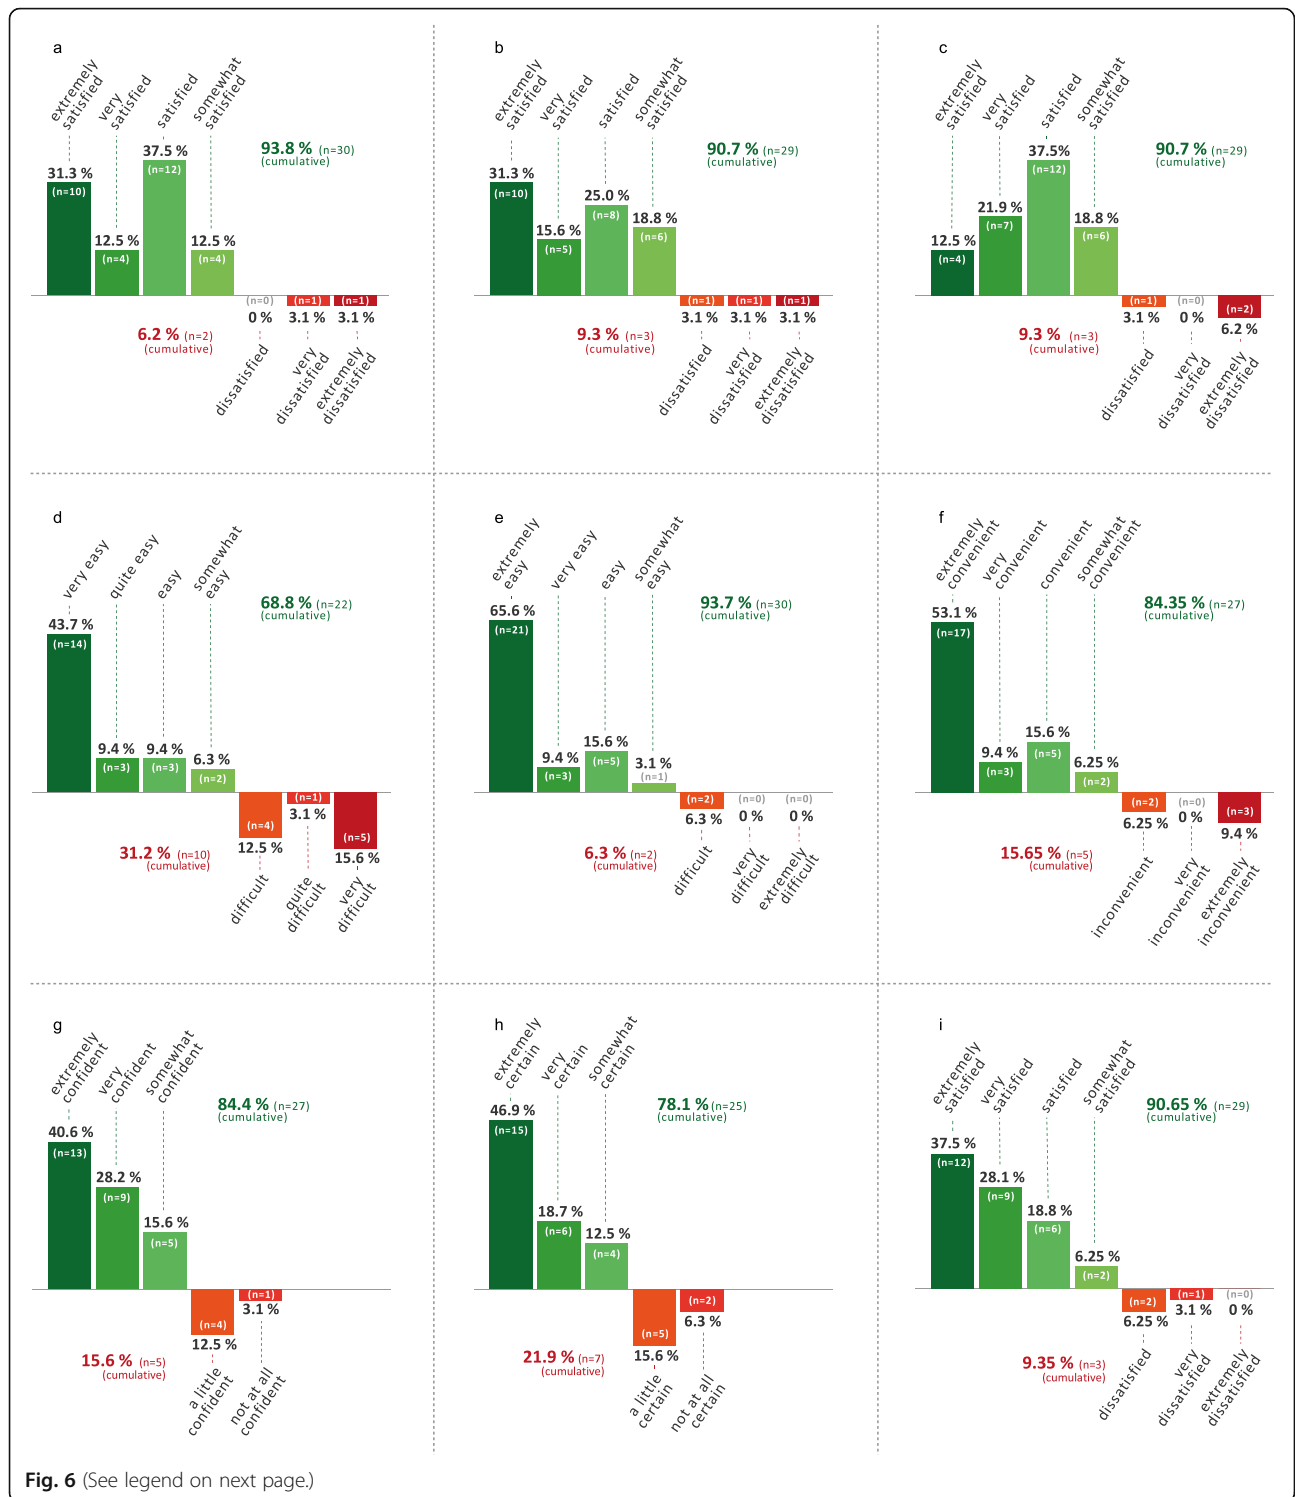 a
extremely
satisfied
very
satisfied
satisfied
somewhat
satisfied
93.8 % (n=30)
(cumulative)
31.3 %
(n=10)
12.5 %
(n=4)
37.5 %
(n=12)
12.5 %
(n=4)
(n=0)
0 %
(n=1)
3.1 %
(n=1)
3.1 %
6.2 % (n=2)
(cumulative)
dissatisfied
very
dissatisfied
extremely
dissatisfied
b
extremely
satisfied
very
satisfied
satisfied
somewhat
satisfied
90.7 % (n=29)
(cumulative)
31.3 %
(n=10)
15.6 %
(n=5)
25.0 %
(n=8)
18.8 %
(n=6)
(n=1)
3.1 %
(n=1)
3.1 %
(n=1)
3.1 %
9.3 % (n=3)
(cumulative)
dissatisfied
very
dissatisfied
extremely
dissatisfied
c
extremely
satisfied
very
satisfied
satisfied
somewhat
satisfied
90.7 % (n=29)
(cumulative)
12.5 %
(n=4)
21.9 %
(n=7)
37.5%
(n=12)
18.8 %
(n=6)
(n=1)
3.1 %
(n=0)
0 %
(n=2)
6.2 %
9.3 % (n=3)
(cumulative)
dissatisfied
very
dissatisfied
extremely
dissatisfied
d
very easy
quite easy
easy
somewhat
easy
68.8 % (n=22)
(cumulative)
43.7 %
(n=14)
9.4 %
(n=3)
9.4 %
(n=3)
6.3 %
(n=2)
(n=4)
12.5 %
(n=1)
3.1 %
(n=5)
15.6 %
31.2 % (n=10)
(cumulative)
difficult
quite
difficult
very
difficult
e
extremely
easy
very easy
easy
somewhat
easy
93.7 % (n=30)
(cumulative)
65.6 %
(n=21)
9.4 %
(n=3)
15.6 %
(n=5)
3.1 %
(n=1)
(n=2)
6.3 %
(n=0)
0 %
(n=0)
0 %
6.3 % (n=2)
(cumulative)
difficult
very
difficult
extremely
difficult
f
extremely
convenient
very
convenient
convenient
somewhat
convenient
84.35 % (n=27)
(cumulative)
53.1 %
(n=17)
9.4 %
(n=3)
15.6 %
(n=5)
6.25 %
(n=2)
(n=2)
6.25 %
(n=0)
0 %
(n=3)
9.4 %
15.65 % (n=5)
(cumulative)
inconvenient
very
inconvenient
extremely
inconvenient
g
extremely
confident
very
confident
somewhat
confident
84.4 % (n=27)
(cumulative)
40.6 %
(n=13)
28.2 %
(n=9)
15.6 %
(n=5)
(n=4)
12.5 %
(n=1)
3.1 %
15.6 % (n=5)
(cumulative)
a little
confident
not at all
confident
h
extremely
certain
very
certain
somewhat
certain
78.1 % (n=25)
(cumulative)
46.9 %
(n=15)
18.7 %
(n=6)
12.5 %
(n=4)
(n=5)
15.6 %
(n=2)
6.3 %
21.9 % (n=7)
(cumulative)
a little
certain
not at all
certain
i
extremely
satisfied
very
satisfied
satisfied
somewhat
satisfied
90.65 % (n=29)
(cumulative)
37.5 %
(n=12)
28.1 %
(n=9)
18.8 %
(n=6)
6.25 %
(n=2)
(n=2)
6.25 %
(n=1)
3.1 %
(n=0)
0 %
9.35 % (n=3)
(cumulative)
dissatisfied
very
dissatisfied
extremely
dissatisfied
Fig. 6 (See legend on next page.)